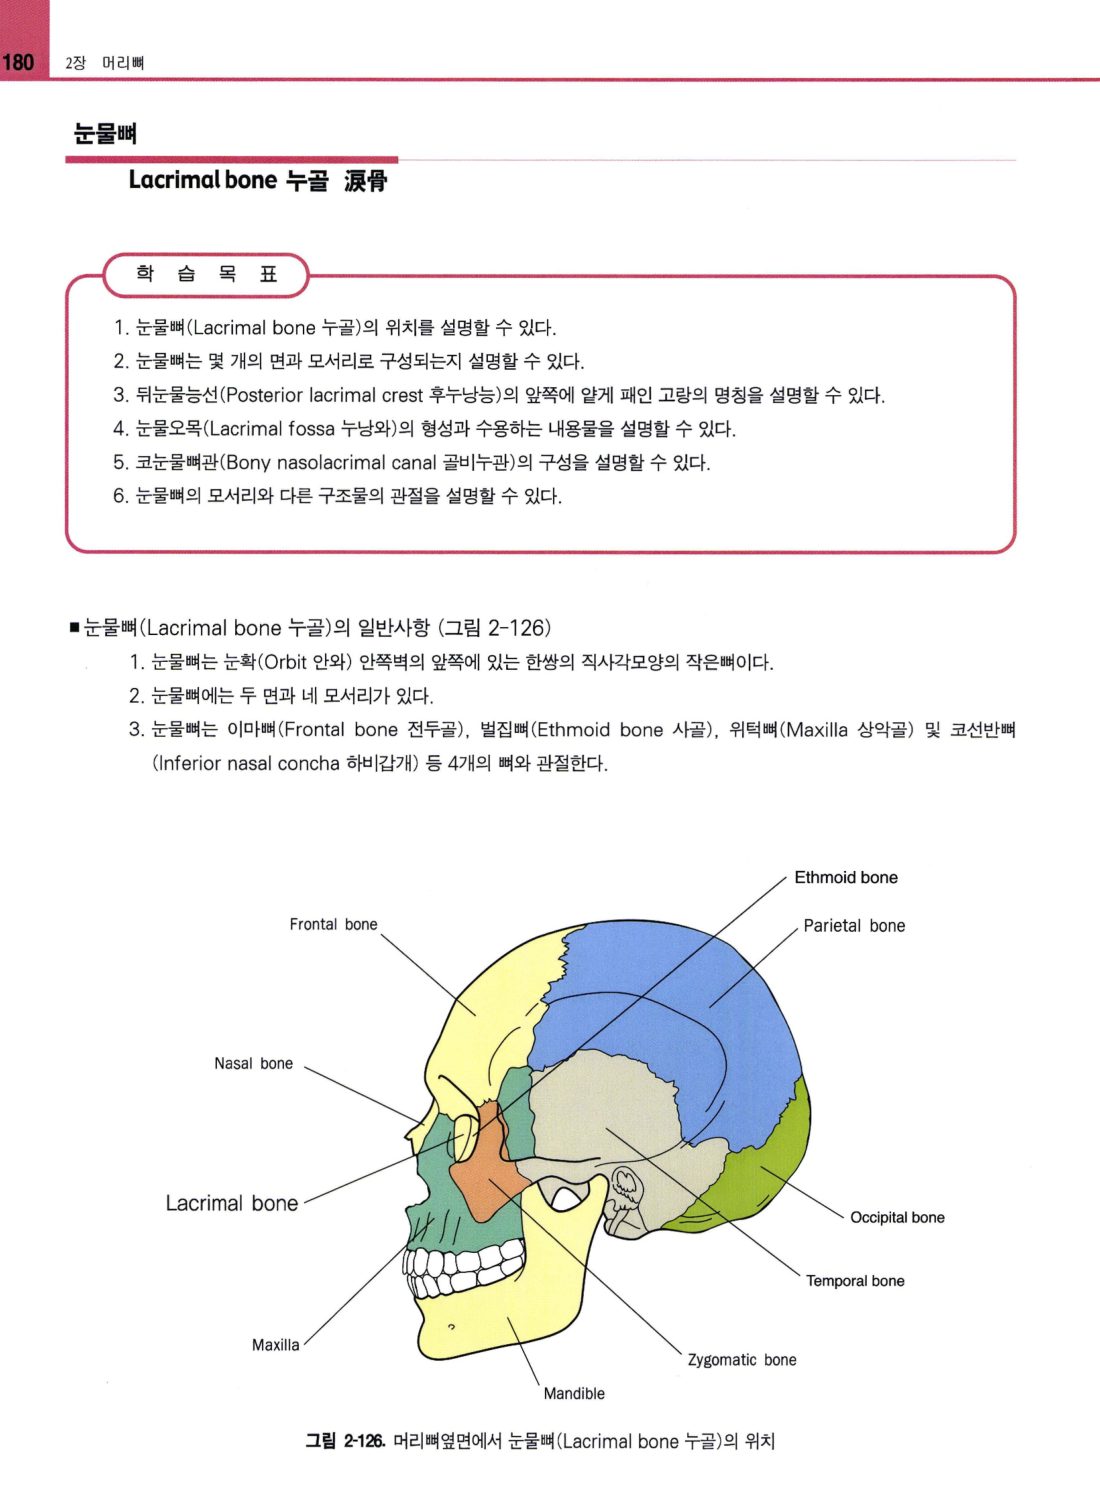 180 2장 머리뼈
눈물뼈
Lacrimal bone 누골 淚骨
학 습 목 표
1. 눈물뼈(Lacrimal bone 누골)의 위치를 설명할 수 있다.
2. 눈물뼈는 몇 개의 면과 모서리로 구성되는지 설명할 수 있다.
3. 뒤눈물능선(Posterior lacrimal crest 후누낭능)의 앞쪽에 얕게 패인 고랑의 명칭을 설명할 수 있다.
4. 눈물오목(Lacrimal fossa 누낭와)의 형성과 수용하는 내용물을 설명할 수 있다.
5. 코눈물뼈관(Bony nasolacrimal canal 골비누관)의 구성을 설명할 수 있다.
6. 눈물뼈의 모서리와 다른 구조물의 관절을 설명할 수 있다.
■ 눈물뼈(Lacrimal bone 누골)의 일반사항 (그림 2-126)
1. 눈물뼈는 눈확(Orbit 안와) 안쪽벽의 앞쪽에 있는 한쌍의 직사각모양의 작은뼈이다.
2. 눈물뼈에는 두 면과 네 모서리가 있다.
3. 눈물뼈는 이마뼈(Frontal bone 전두골), 벌집뼈(Ethmoid bone 사골), 위턱뼈(Maxilla 상악골) 및 코선반뼈
(Inferior nasal concha 하비갑개) 등 4개의 뼈와 관절한다.
Ethmoid bone
Frontal bone
Parietal bone
Nasal bone
Lacrimal bone
Occipital bone
Temporal bone
Maxilla
Zygomatic bone
Mandible
그림 2-126. 머리뼈옆면에서 눈물뼈(Lacrimal bone 누골)의 위치